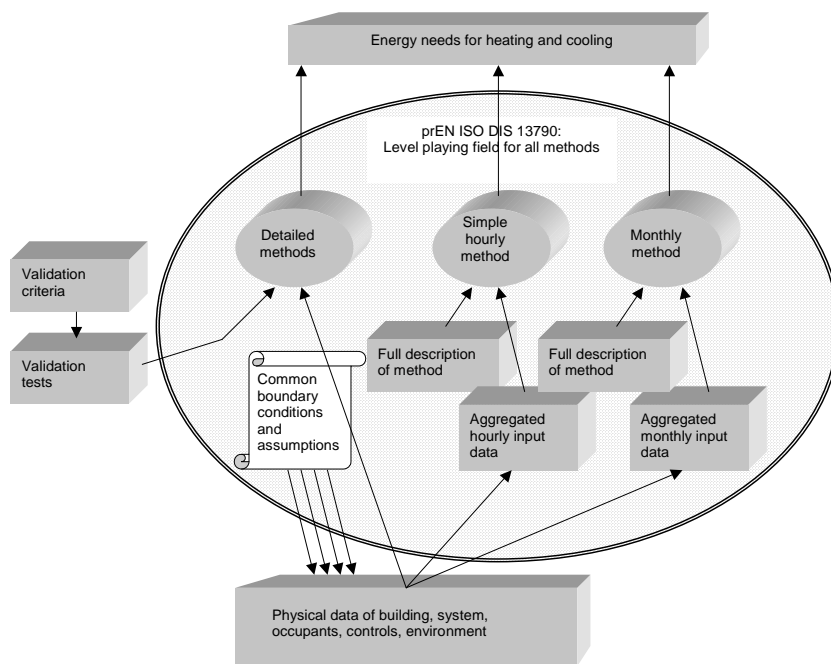 Energy needs for heating and cooling
prEN ISO DIS 13790:
Level playing field for all methods
Detailed
methods
Simple
hourly
method
Monthly
method
Validation
criteria
Validation
tests
Full description
of method
Full description
of method
Common
boundary
conditions
and
assumptions
Aggregated
hourly input
data
Aggregated
monthly input
data
Physical data of building, system,
occupants, controls, environment